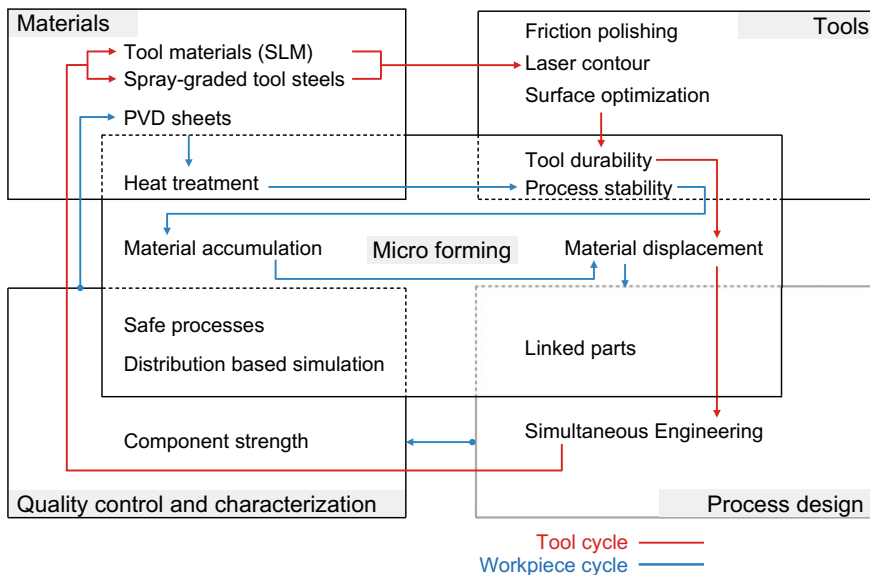 Materials
Tool materials (SLM)
Spray-graded tool steels
PVD sheets
Heat treatment
Tools
Friction polishing
Laser contour
Surface optimization
Tool durability
Process stability
Material accumulation
Micro forming
Material displacement
Safe processes
Distribution based simulation
Linked parts
Component strength
Simultaneous Engineering
Quality control and characterization
Process design
Tool cycle
Workpiece cycle